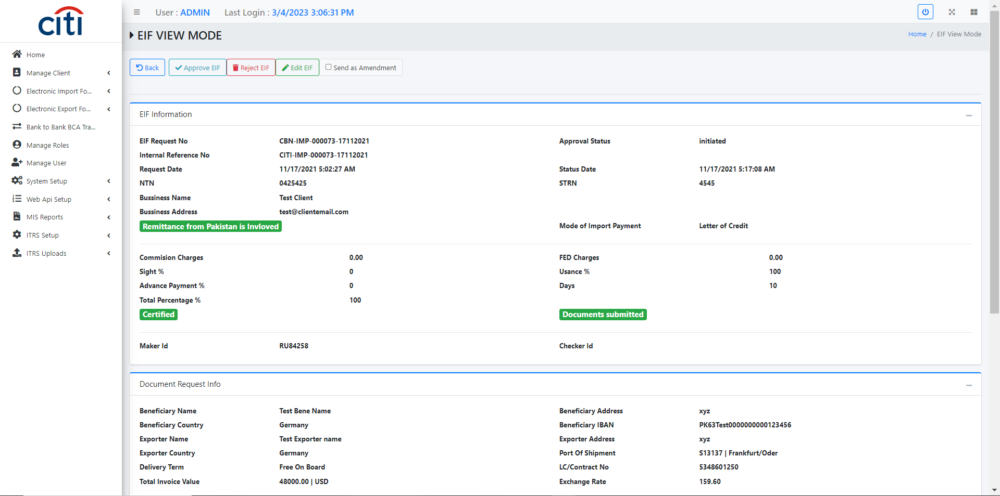 citi
User : ADMIN Last Login : 3/4/2023 3:06:31 PM
EIF VIEW MODE
Home / EIF View Mode
Home
Manage Client
Electronic Import Fo...
Electronic Export Fo...
Bank to Bank BCA Tra...
Manage Roles
Manage User
System Setup
Web Api Setup
MIS Reports
ITRS Setup
ITRS Uploads
Back Approve EIF Reject EIF Edit EIF Send as Amendment
EIF Information
EIF Request No CBN-IMP-000073-17112021 Approval Status initiated
Internal Reference No CITI-IMP-000073-17112021
Request Date 11/17/2021 5:02:27 AM Status Date 11/17/2021 5:17:08 AM
NTN 0425425 STRN 4545
Bussiness Name Test Client
Bussiness Address test@clientemail.com
Remittance from Pakistan is Invloved Mode of Import Payment Letter of Credit
Commision Charges 0.00 FED Charges 0.00
Sight % 0 Usance % 100
Advance Payment % 0 Days 10
Total Percentage % 100
Certified Documents submitted
Maker Id RU84258 Checker Id
Document Request Info
Beneficiary Name Test Bene Name Beneficiary Address xyz
Beneficiary Country Germany Beneficiary IBAN PK63Test0000000000123456
Exporter Name Test Exporter name Exporter Address xyz
Exporter Country Germany Port Of Shipment S13137 | Frankfurt/Oder
Delivery Term Free On Board LC/Contract No 5348601250
Total Invoice Value 48000.00 | USD Exchange Rate 159.60